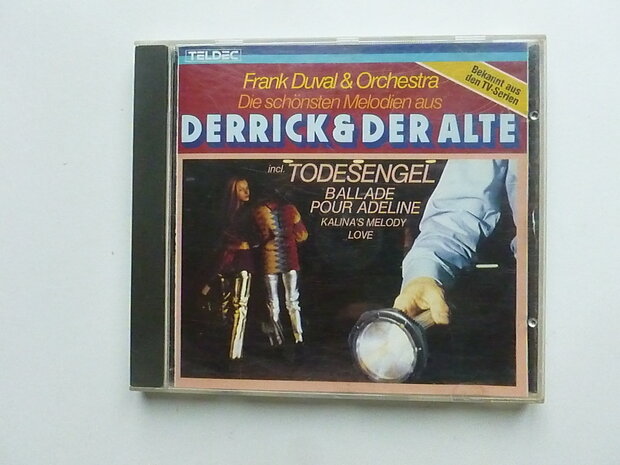 TELDEC
Frank Duval & Orchestra
Die schönsten Melodien aus
DERRICK & DER ALTE
Bekannt aus
den TV-Serien
incl. TODESENGEL
BALLADE
POUR ADELINE
KALINA'S MELODY
LOVE